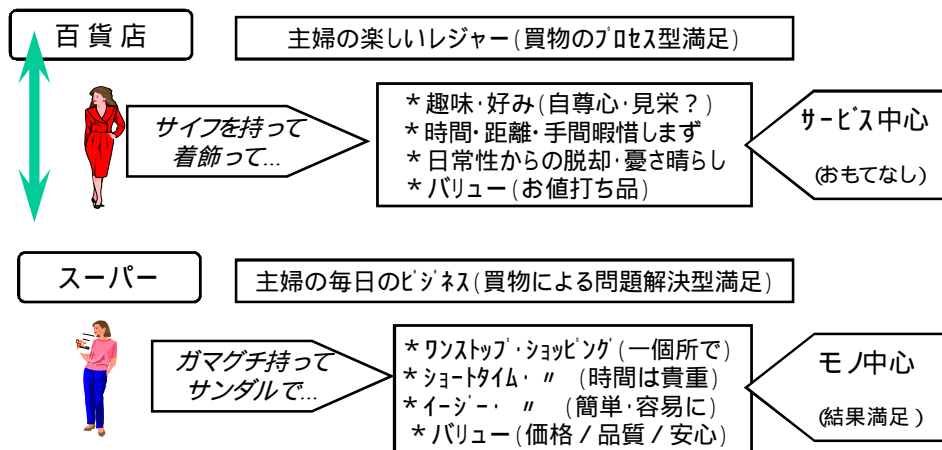 百貨店
主婦の楽しいレジャー(買物のﾌﾟﾛｾｽ型満足)
サイフを持って
着飾って...
*趣味・好み(自尊心・見栄?)
*時間・距離・手間暇惜しまず
*日常性からの脱却・憂さ晴らし
*バリュー(お値打ち品)
ｻｰﾋﾞｽ中心
(おもてなし)
スーパー
主婦の毎日のﾋﾞｼﾞﾈｽ(買物による問題解決型満足)
ガマグチ持って
サンダルで...
*ﾜﾝｽﾄｯﾌﾟ・ｼｮｯﾋﾟﾝｸﾞ(一個所で)
*ｼｮｰﾄﾀｲﾑ・ 〃 (時間は貴重)
*ｲｰｼﾞｰ・ 〃 (簡単・容易に)
*バリュー(価格/品質/安心)
モノ中心
(結果満足)